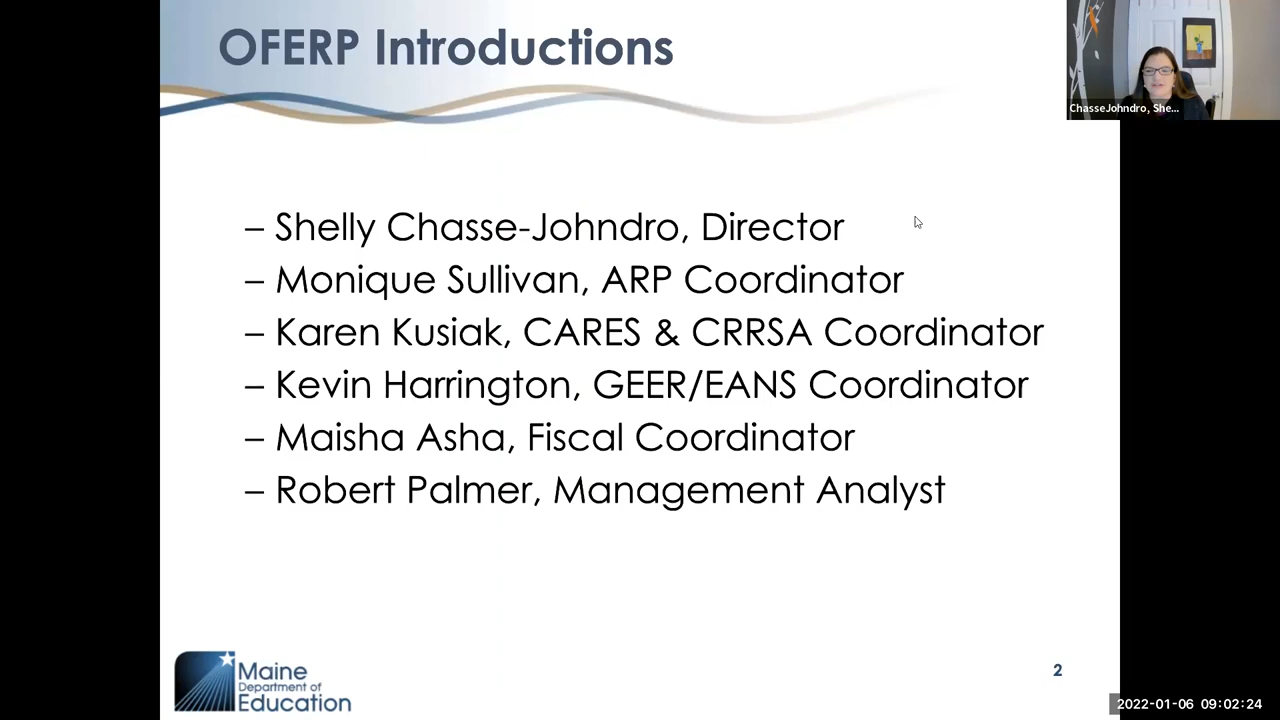 OFERP Introductions
ChasseJohndro, She...
– Shelly Chasse-Johndro, Director
– Monique Sullivan, ARP Coordinator
– Karen Kusiak, CARES & CRRSA Coordinator
– Kevin Harrington, GEER/EANS Coordinator
– Maisha Asha, Fiscal Coordinator
– Robert Palmer, Management Analyst
Maine
Department of
Education
2
2022-01-06 09:02:24